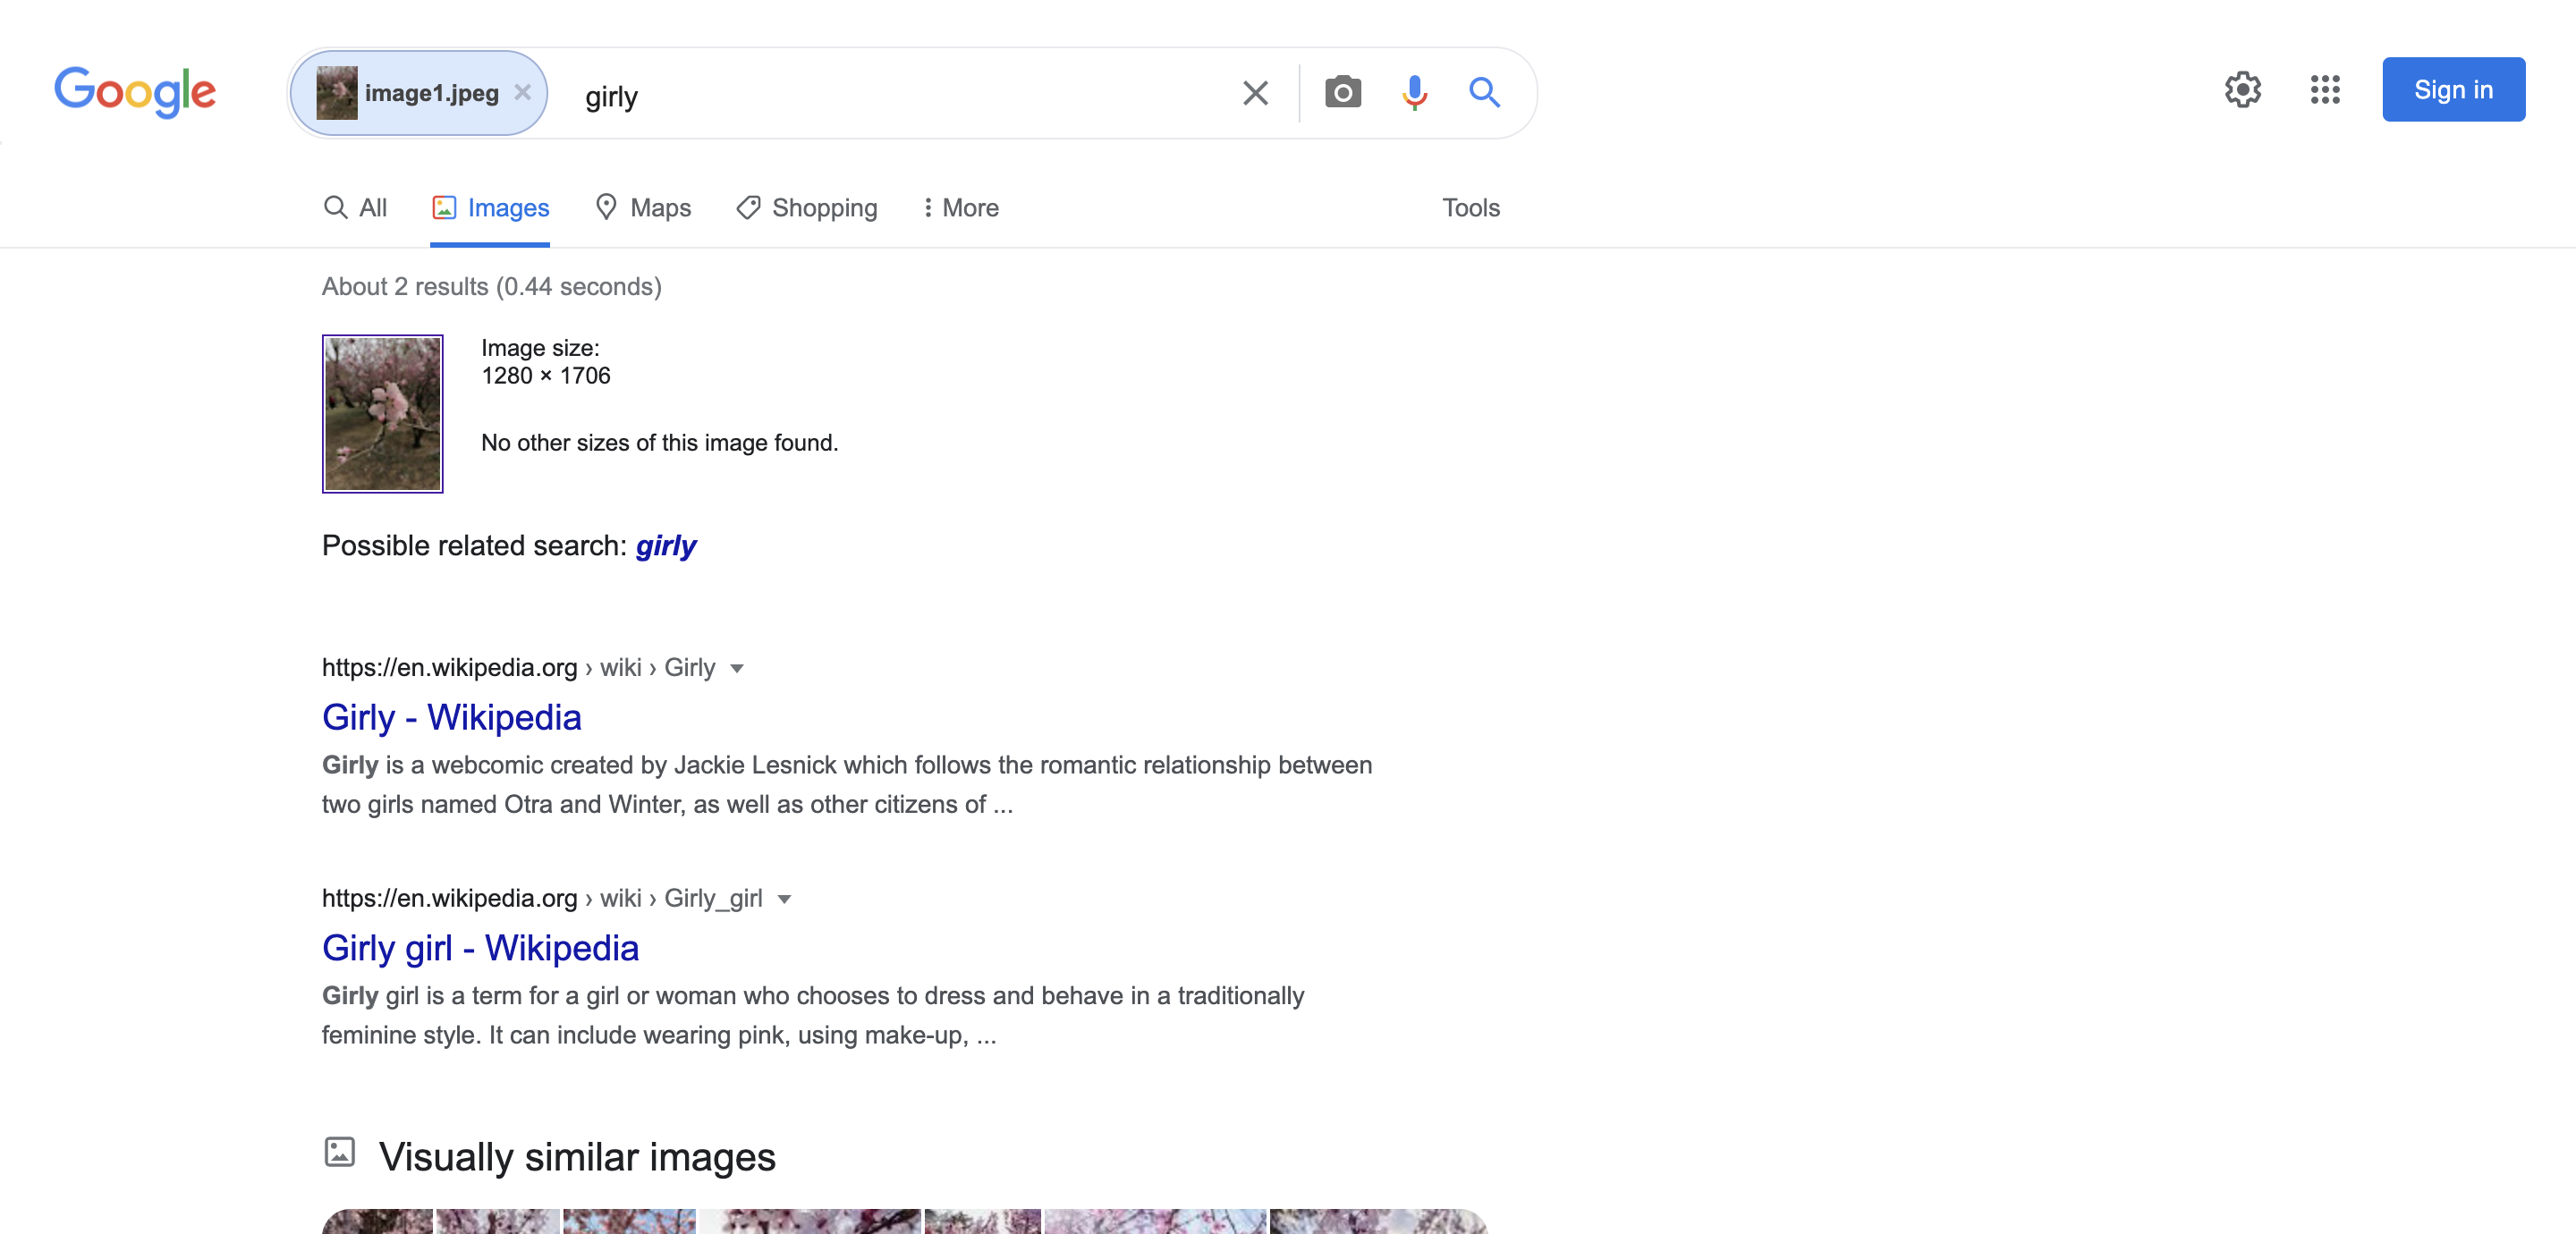 Google
image1.jpeg
girly
Sign in
All
Images
Maps
Shopping
More
Tools
About 2 results (0.44 seconds)
Image size:
1280 × 1706
No other sizes of this image found.
Possible related search: girly
https://en.wikipedia.org › wiki › Girly
Girly - Wikipedia
Girly is a webcomic created by Jackie Lesnick which follows the romantic relationship between
two girls named Otra and Winter, as well as other citizens of ...
https://en.wikipedia.org › wiki › Girly_girl
Girly girl - Wikipedia
Girly girl is a term for a girl or woman who chooses to dress and behave in a traditionally
feminine style. It can include wearing pink, using make-up, ...
Visually similar images